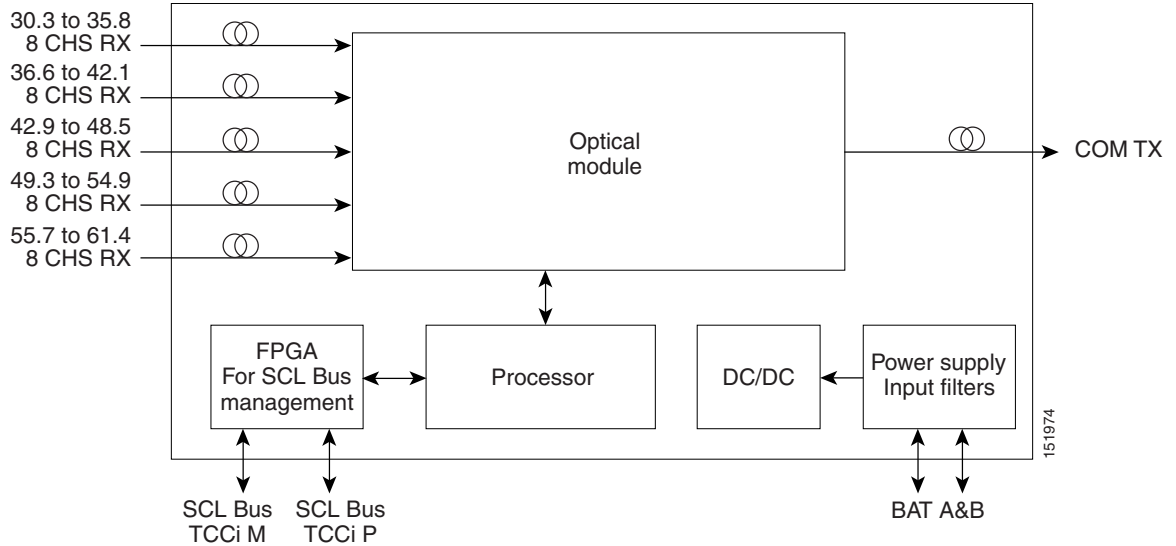 30.3 to 35.8
8 CHS RX
36.6 to 42.1
8 CHS RX
42.9 to 48.5
8 CHS RX
49.3 to 54.9
8 CHS RX
55.7 to 61.4
8 CHS RX
Optical
module
COM TX
FPGA
For SCL Bus
management
Processor
DC/DC
Power supply
Input filters
SCL Bus
TCCi M
SCL Bus
TCCi P
BAT A&B
151974